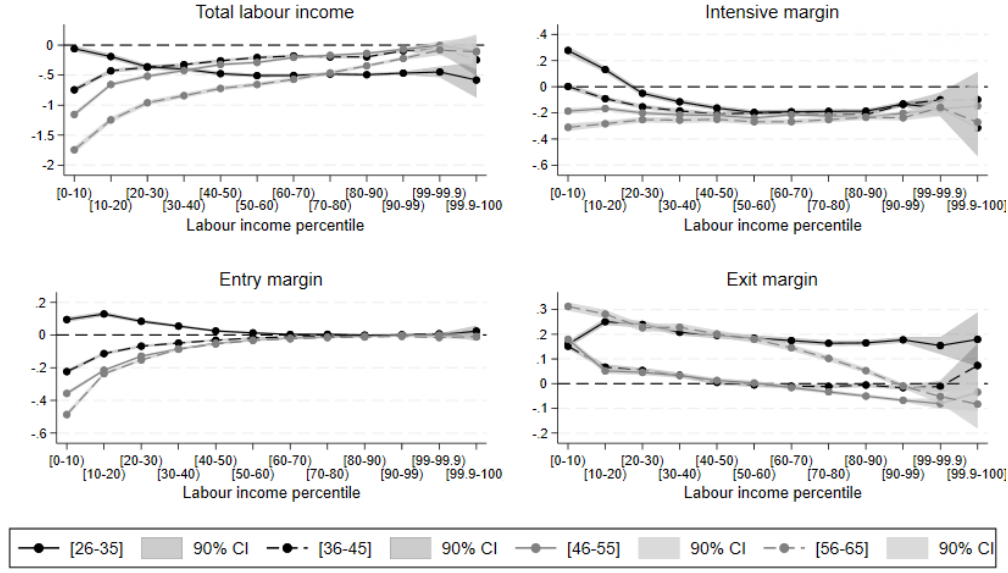 Total labour income
0
-.5
-1
-1.5
-2
[0-10) [20-30) [40-50) [60-70) [80-90) [99-99.9)
[10-20) [30-40) [50-60) [70-80) [90-99) [99.9-100
Labour income percentile
Intensive margin
.4
.2
0
-.2
-.4
-.6
[0-10) [20-30) [40-50) [60-70) [80-90) [99-99.9)
[10-20) [30-40) [50-60) [70-80) [90-99) [99.9-100]
Labour income percentile
Entry margin
.2
0
-.2
-.4
-.6
[0-10) [20-30) [40-50) [60-70) [80-90) [99-99.9)
[10-20) [30-40) [50-60) [70-80) [90-99) [99.9-100
Labour income percentile
Exit margin
.3
.2
.1
0
-.1
-.2
[0-10) [20-30) [40-50) [60-70) [80-90) [99-99.9)
[10-20) [30-40) [50-60) [70-80) [90-99) [99.9-100]
Labour income percentile
[26-35] 90% CI [36-45] 90% CI [46-55] 90% CI [56-65] 90% CI